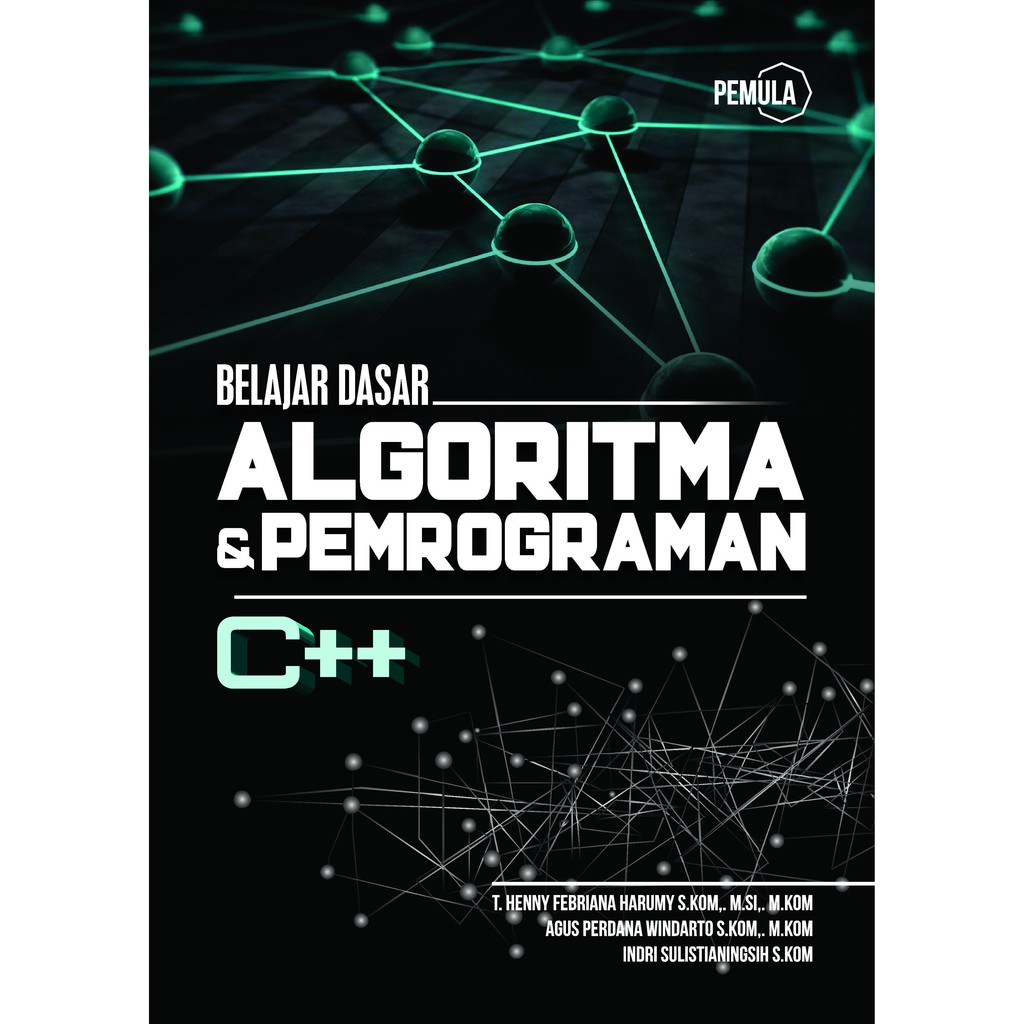 PEMULA
BELAJAR DASAR
ALGORITMA
& PEMROGRAMAN
C++
T. HENNY FEBRIANA HARUMY S.KOM,. M.SI,. M.KOM
AGUS PERDANA WINDARTO S.KOM,. M.KOM
INDRI SULISTIANINGSIH S.KOM